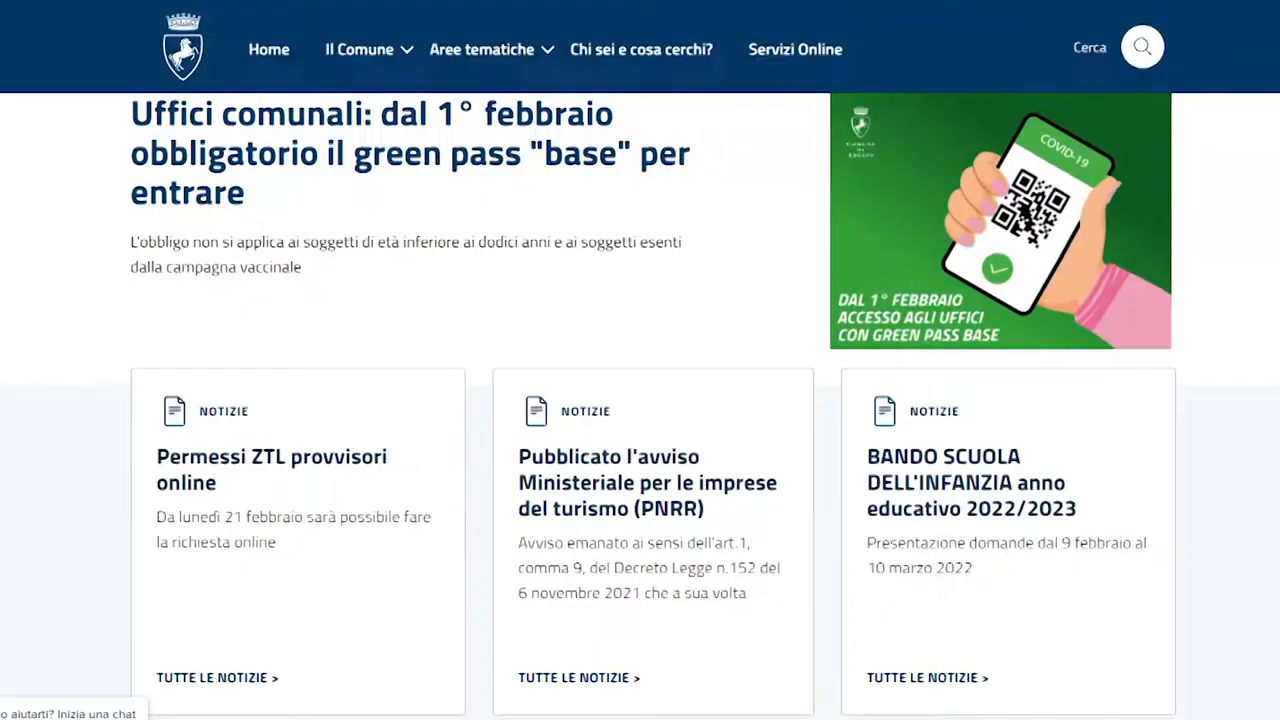 Home
Il Comune
Aree tematiche
Chi sei e cosa cerchi?
Servizi Online
Cerca
Uffici comunali: dal 1° febbraio
obbligatorio il green pass "base" per
entrare
L'obbligo non si applica ai soggetti di età inferiore ai dodici anni e ai soggetti esenti
dalla campagna vaccinale
COMUNE
DI
COVID-19
DAL 1° FEBBRAIO
ACCESSO AGLI UFFICI
CON GREEN PASS BASE
NOTIZIE
Permessi ZTL provvisori
online
Da lunedì 21 febbraio sarà possibile fare
la richiesta online
TUTTE LE NOTIZIE >
NOTIZIE
Pubblicato l'avviso
Ministeriale per le imprese
del turismo (PNRR)
Avviso emanato ai sensi dell'art.1,
comma 9, del Decreto Legge n.152 del
6 novembre 2021 che a sua volta
TUTTE LE NOTIZIE >
NOTIZIE
BANDO SCUOLA
DELL'INFANZIA anno
educativo 2022/2023
Presentazione domande dal 9 febbraio al
10 marzo 2022
TUTTE LE NOTIZIE >
o aiutarti? Inizia una chat